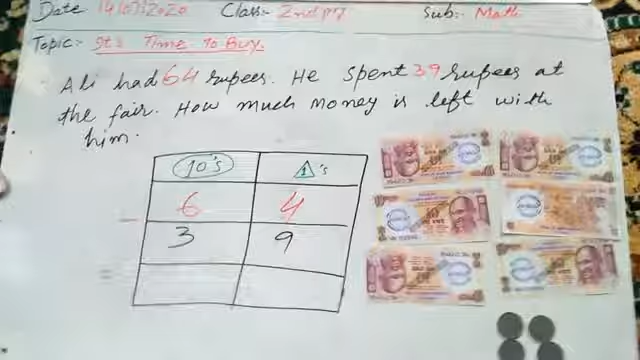 Date 14/07/2020 Class:- 2nd Sub:- Math
Topic:- It's Time To Buy.
Ali had 64 rupees. He spent 39 rupees at
the fair. How much money is left with
him.
10's 1's
6 4
- 3 9
=
10